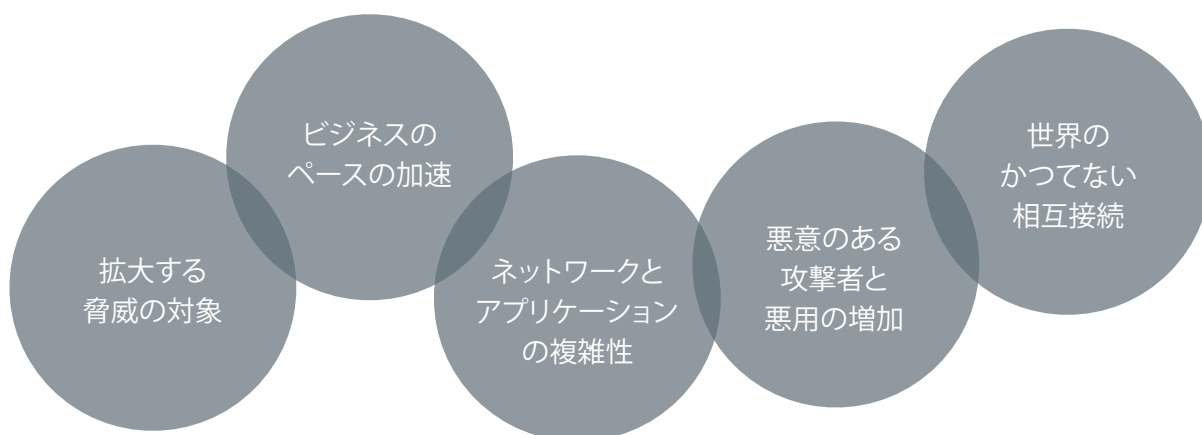 拡大する
脅威の対象
ビジネスの
ペースの加速
ネットワークと
アプリケーション
の複雑性
悪意のある
攻撃者と
悪用の増加
世界の
かつてない
相互接続